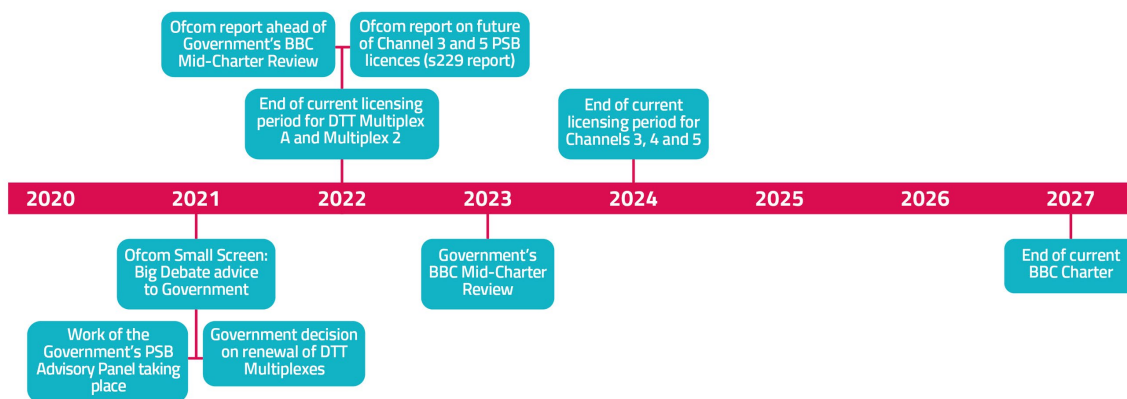 Ofcom report ahead of
Government's BBC
Mid-Charter Review
Ofcom report on future
of Channel 3 and 5 PSB
licences (s229 report)
End of current licensing
period for DTT Multiplex
A and Multiplex 2
End of current
licensing period for
Channels 3, 4 and 5
2020 2021 2022 2023 2024 2025 2026 2027
Ofcom Small Screen:
Big Debate advice
to Government
Government's
BBC Mid-Charter
Review
End of current
BBC Charter
Work of the
Government's PSB
Advisory Panel taking
place
Government decision
on renewal of DTT
Multiplexes